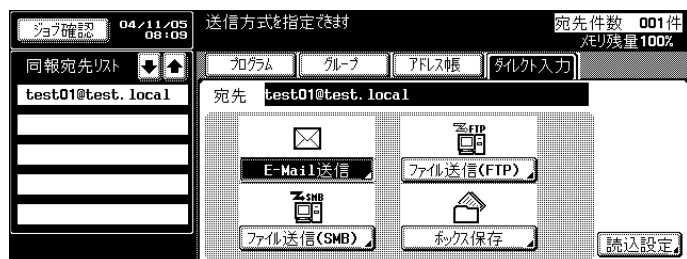 ジョブ確認
04/11/05
08:09
送信方式を指定できます
宛先件数 001件
メモリ残量100%
同報宛先リスト
プログラム グループ アドレス帳 ダイレクト入力
test01@test.local
宛先 test01@test.local
E-Mail送信
FTP
ファイル送信(FTP)
SMB
ファイル送信(SMB)
ボックス保存
読込設定